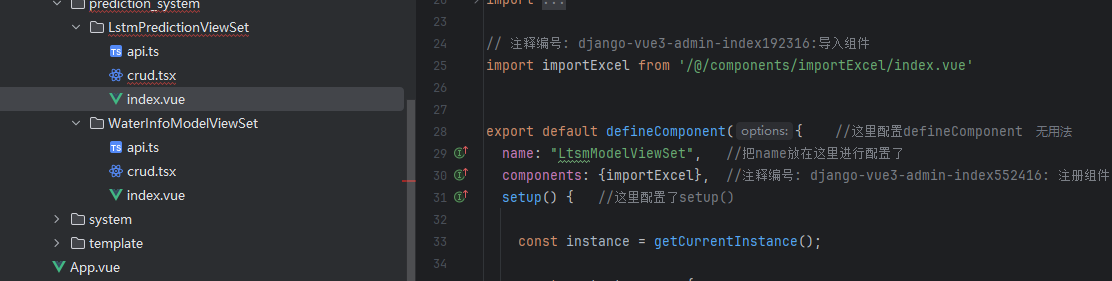 prediction_system
LstmPredictionViewSet
TS api.ts
crud.tsx
index.vue
WaterInfoModelViewSet
TS api.ts
crud.tsx
index.vue
system
template
App.vue
20 import ...
23
24 // 注释编号: django-vue3-admin-index192316:导入组件
25 import importExcel from '/@/components/importExcel/index.vue'
26
27
28 export default defineComponent( options: { //这里配置defineComponent 无用法
29 name: "LtsmModelViewSet", //把name放在这里进行配置了
30 components: {importExcel}, //注释编号: django-vue3-admin-index552416: 注册组件
31 setup() { //这里配置了setup()
32
33 const instance = getCurrentInstance();
34